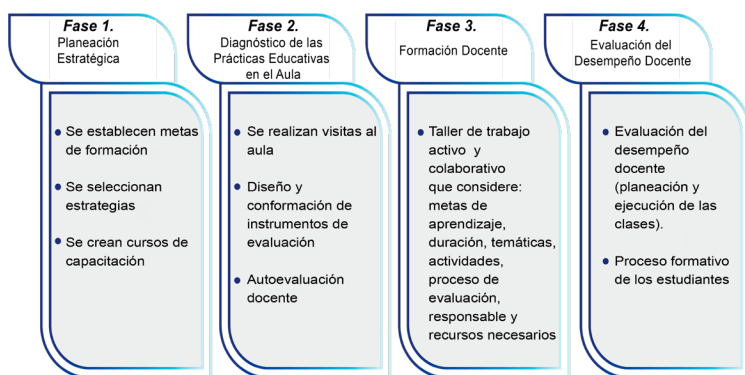 Fase 1.
Planeación
Estratégica
Se establecen metas
de formación
Se seleccionan
estrategias
Se crean cursos de
capacitación
Fase 2.
Diagnóstico de las
Prácticas Educativas
en el Aula
Se realizan visitas al
aula
Diseño y
conformación de
instrumentos de
evaluación
Autoevaluación
docente
Fase 3.
Formación Docente
Taller de trabajo
activo y
colaborativo
que considere:
metas de
aprendizaje,
duración, temáticas,
actividades,
proceso de
evaluación,
responsable y
recursos necesarios
Fase 4.
Evaluación del
Desempeño Docente
Evaluación del
desempeño
docente
(planeación y
ejecución de las
clases).
Proceso formativo
de los estudiantes